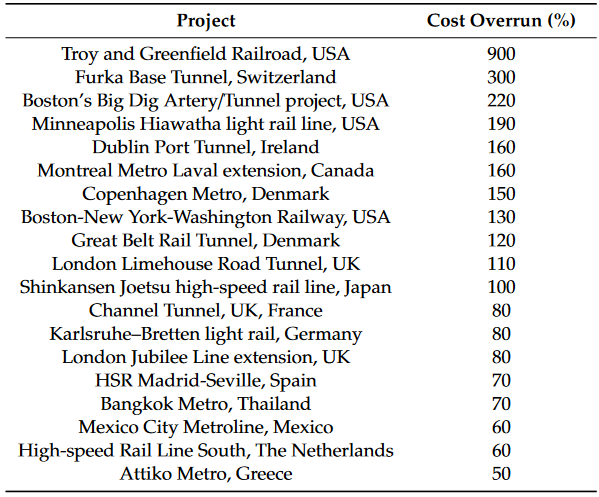 Project Cost Overrun (%)
Troy and Greenfield Railroad, USA 900
Furka Base Tunnel, Switzerland 300
Boston's Big Dig Artery/Tunnel project, USA 220
Minneapolis Hiawatha light rail line, USA 190
Dublin Port Tunnel, Ireland 160
Montreal Metro Laval extension, Canada 160
Copenhagen Metro, Denmark 150
Boston-New York-Washington Railway, USA 130
Great Belt Rail Tunnel, Denmark 120
London Limehouse Road Tunnel, UK 110
Shinkansen Joetsu high-speed rail line, Japan 100
Channel Tunnel, UK, France 80
Karlsruhe–Bretten light rail, Germany 80
London Jubilee Line extension, UK 80
HSR Madrid-Seville, Spain 70
Bangkok Metro, Thailand 70
Mexico City Metroline, Mexico 60
High-speed Rail Line South, The Netherlands 60
Attiko Metro, Greece 50